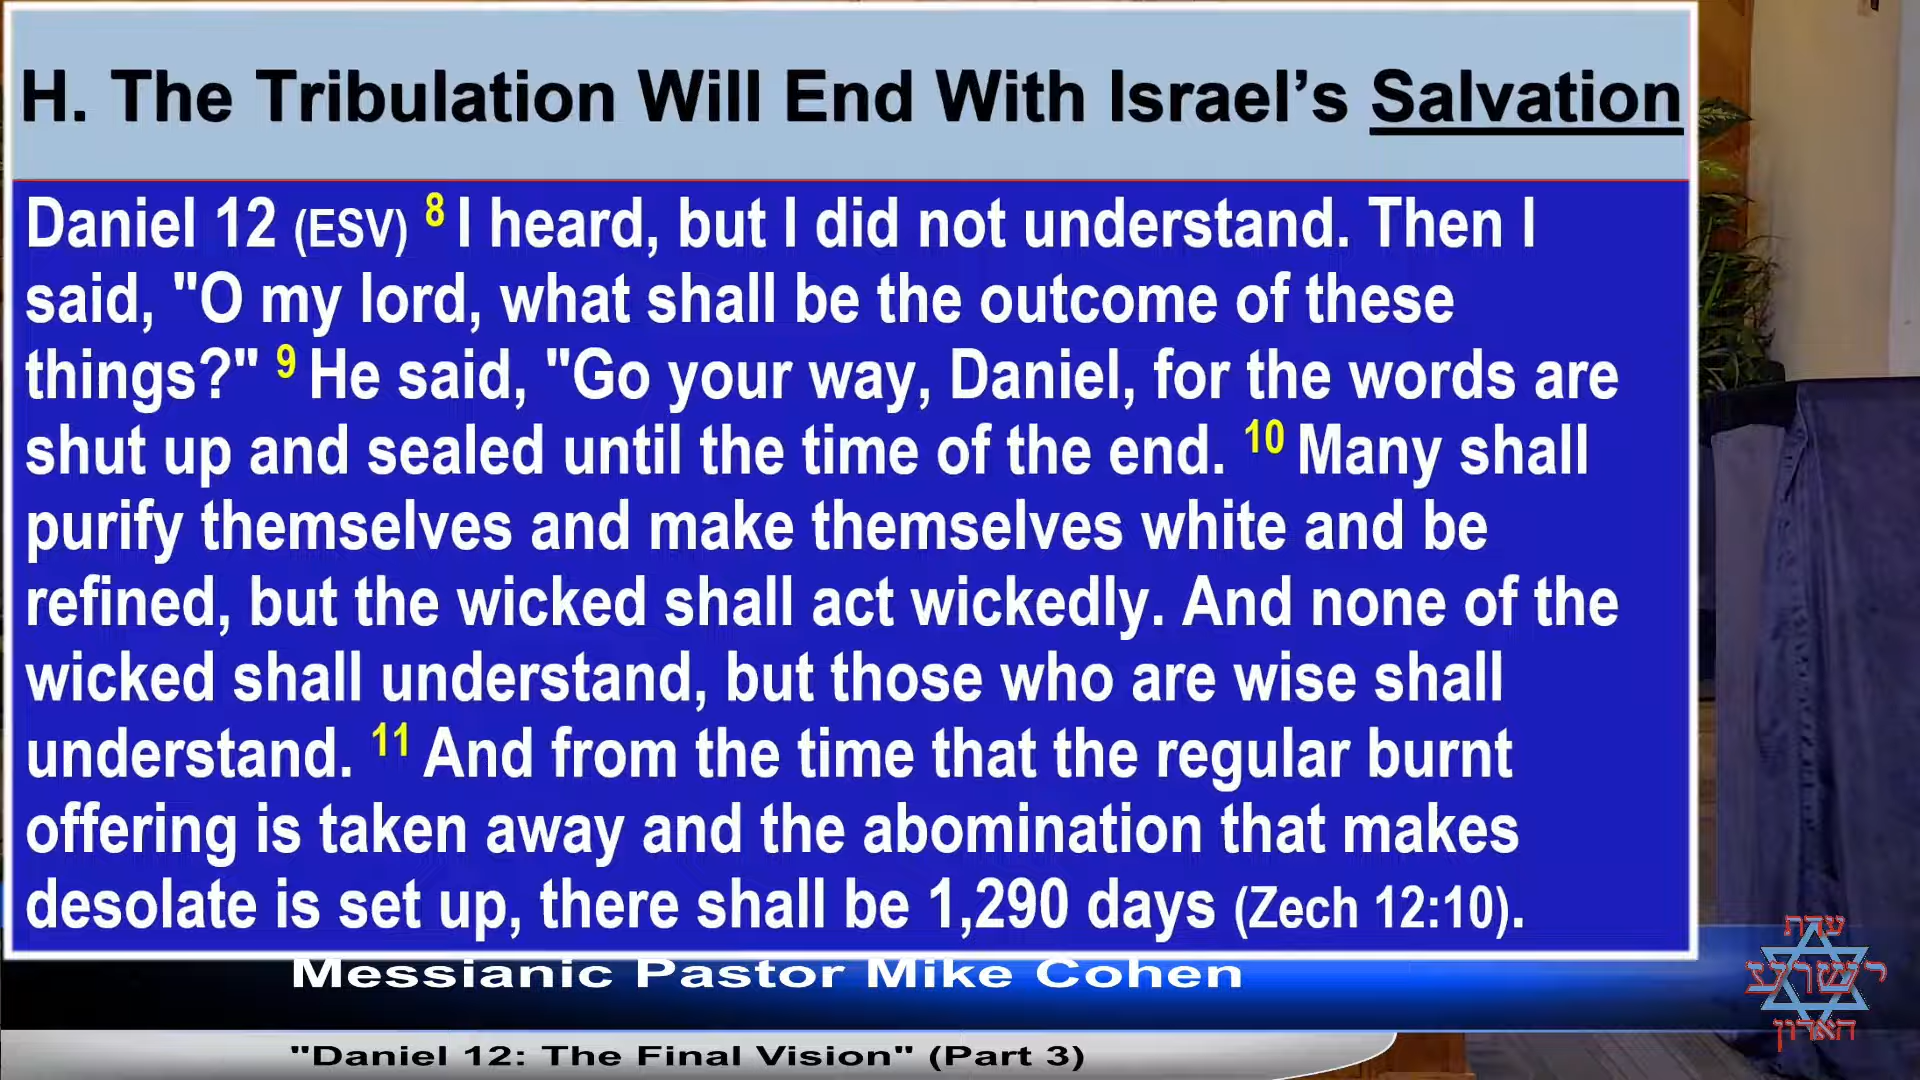 H. The Tribulation Will End With Israel’s Salvation
Daniel 12 (ESV) 8 I heard, but I did not understand. Then I
said, "O my lord, what shall be the outcome of these
things?" 9 He said, "Go your way, Daniel, for the words are
shut up and sealed until the time of the end. 10 Many shall
purify themselves and make themselves white and be
refined, but the wicked shall act wickedly. And none of the
wicked shall understand, but those who are wise shall
understand. 11 And from the time that the regular burnt
offering is taken away and the abomination that makes
desolate is set up, there shall be 1,290 days (Zech 12:10).
Messianic Pastor Mike Cohen
"Daniel 12: The Final Vision" (Part 3)
עדת
האדון